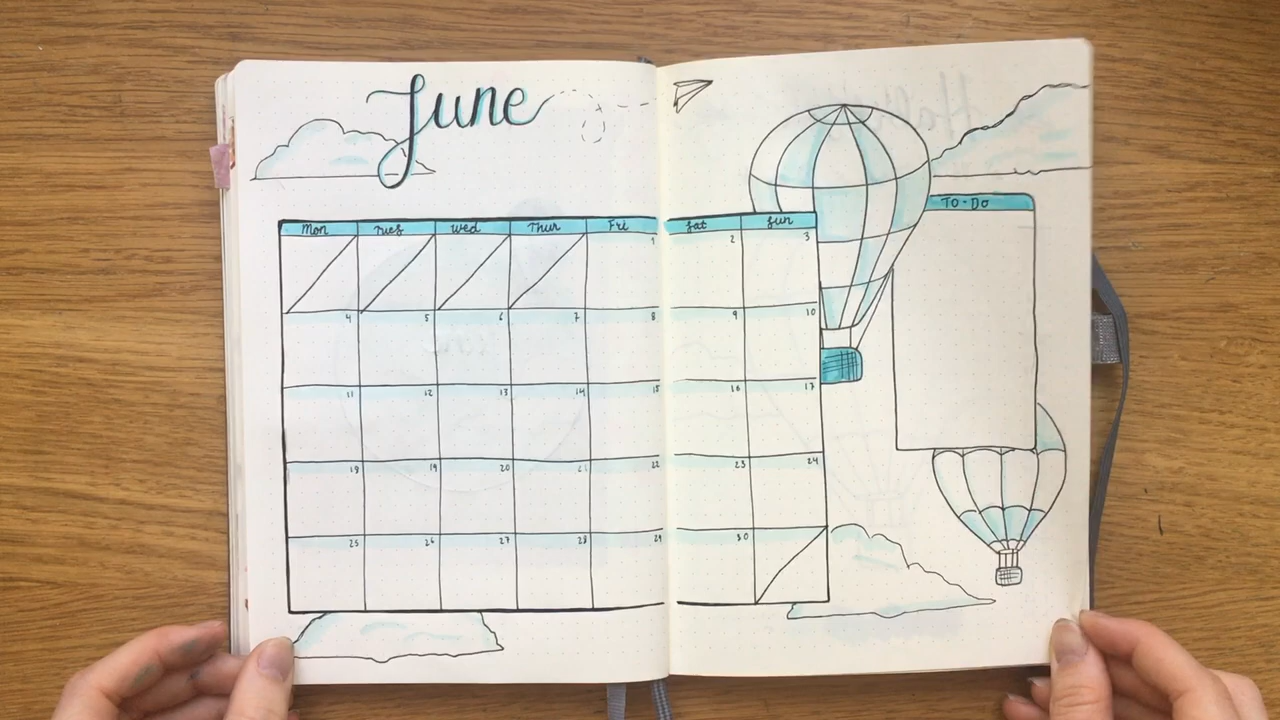 June
Mon Tues Wed Thur Fri Sat Sun
TO-DO
1 2 3
4 5 6 7 8 9 10
11 12 13 14 15 16 17
18 19 20 21 22 23 24
25 26 27 28 29 30